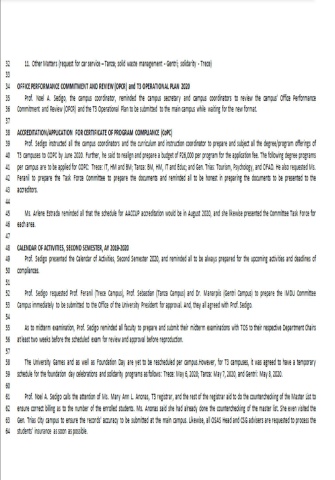 32 11. Other Matters (request for car service – Tanza; solid waste management – Gentri; solidarity - Trece)
33
34 OFFICE PERFORMANCE COMMITMENT AND REVIEW (OPCR) and T3 OPERATIONAL PLAN 2020
35 Prof. Noel A. Sedigo, the campus coordinator, reminded the campus secretary and campus coordinators to review the campus' Office Performance
36 Commitment and Review (OPCR) and the T3 Operational Plan to be submitted to the main campus while waiting for the new format.
37
38 ACCREDITATION/APPLICATION FOR CERTIFICATE OF PROGRAM COMPLIANCE (CoPC)
39 Prof. Sedigo instructed all the campus coordinators and the curriculum and instruction coordinator to prepare and subject all the degree/program offerings of
40 T3 campuses to COPC by June 2020. Further, he said to realign and prepare a budget of ₱26,000 per program for the application fee. The following degree programs
41 per campus are to be applied for COPC: Trece: IT, HM and BM; Tanza: BM, HM, IT and Educ; and Gen. Trias: Tourism, Psychology, and OFAD. He also requested Ms.
42 Feranil to prepare the Task Force Committee to prepare the documents and reminded all to be honest in preparing the documents to be presented to the
43 accreditors.
44
45 Ms. Arlene Estrada reminded all that the schedule for AACCUP accreditation would be in August 2020, and she likewise presented the Committee Task Force for
46 each area.
47
48 CALENDAR OF ACTIVITIES, SECOND SEMESTER, AY 2019-2020
49 Prof. Sedigo presented the Calendar of Activities, Second Semester 2020, and reminded all to be always prepared for the upcoming activities and deadlines of
50 compliances.
51
52 Prof. Sedigo requested Prof. Feranil (Trece Campus), Prof. Sebastian (Tanza Campus) and Dr. Manarpiis (Gentri Campus) to prepare the IMDU Committee
53 Campus immediately to be submitted to the Office of the University President for approval. And, they all agreed with Prof. Sedigo.
54
55 As to midterm examination, Prof. Sedigo reminded all faculty to prepare and submit their midterm examinations with TOS to their respective Department Chairs
56 at least two weeks before the scheduled exam for review and approval before reproduction.
57
58 The University Games and as well as Foundation Day are yet to be rescheduled per campus.However, for T3 campuses, it was agreed to have a temporary
59 schedule for the foundation day celebrations and solidarity programs as follows: Trece: May 6, 2020; Tanza: May 7, 2020, and Gentri: May 8, 2020.
60
61 Prof. Noel A. Sedigo calls the attention of Ms. Mary Ann L. Anonas, T3 registrar, and the rest of the registrar aid to do the counterchecking of the Master List to
62 ensure correct billing as to the number of the enrolled students. Ms. Anonas said she had already done the counterchecking of the master list. She even visited the
63 Gen. Trias City campus to ensure the records' accuracy to be submitted at the main campus. Likewise, all OSAS Head and CSG advisers are requested to process the
64 students' insurance as soon as possible.